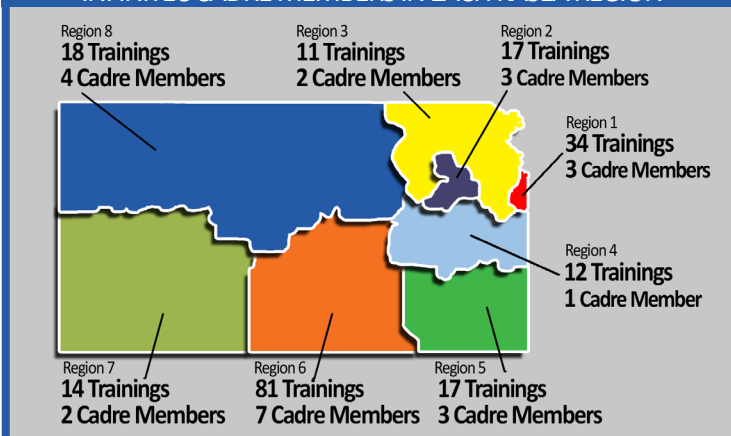 Region 8
18 Trainings
4 Cadre Members
Region 3
11 Trainings
2 Cadre Members
Region 2
17 Trainings
3 Cadre Members
Region 1
34 Trainings
3 Cadre Members
Region 4
12 Trainings
1 Cadre Member
Region 7
14 Trainings
2 Cadre Members
Region 6
81 Trainings
7 Cadre Members
Region 5
17 Trainings
3 Cadre Members